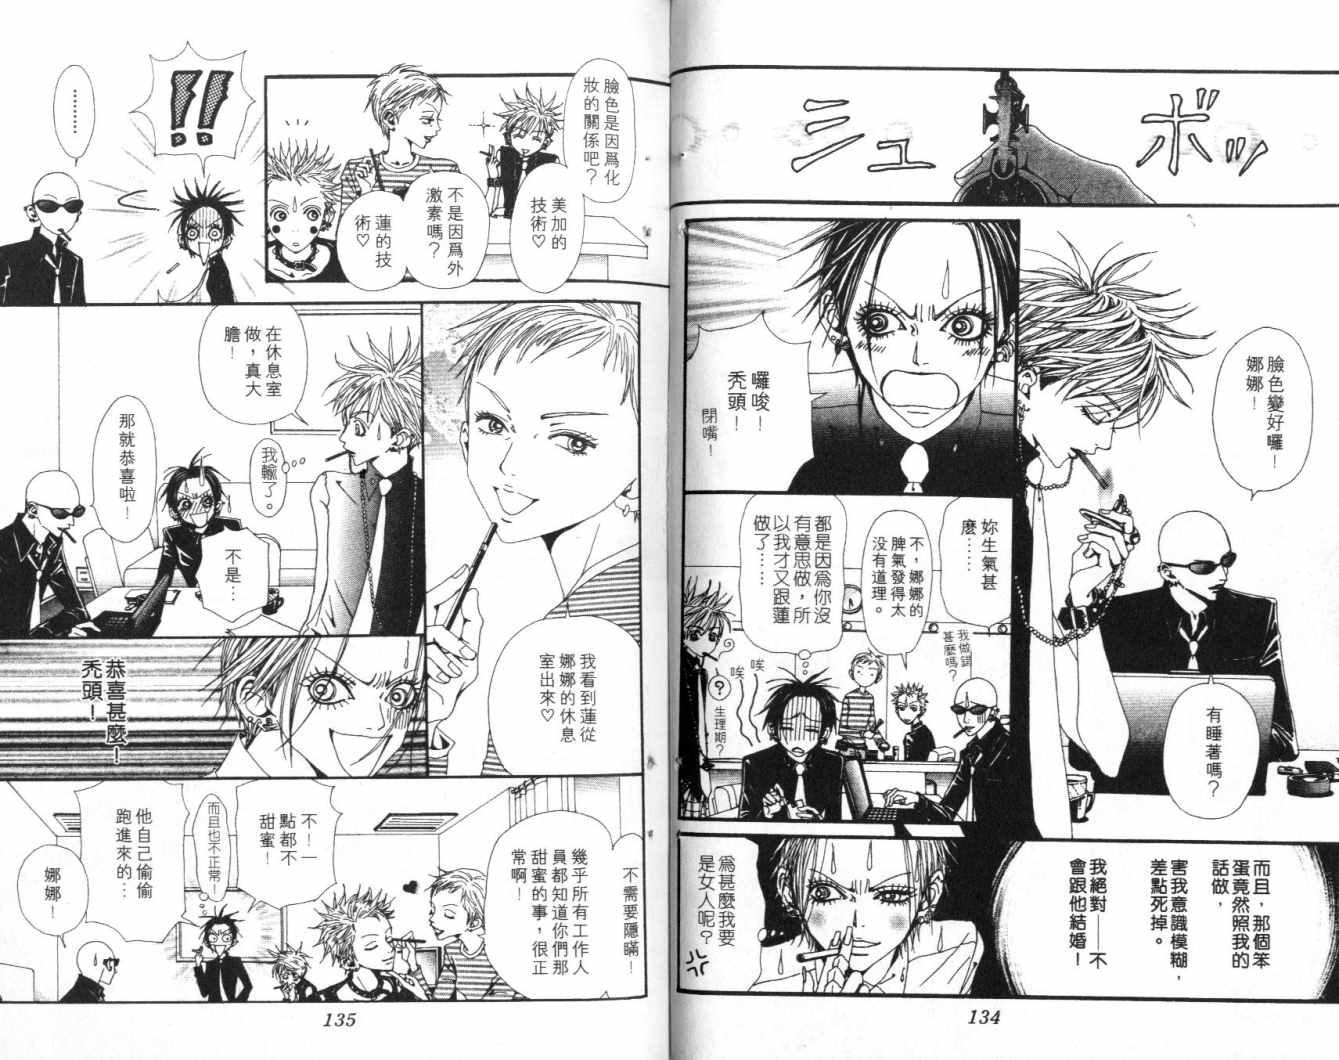 ボッ
シュ
臉色變好囉！
娜娜！
有睡著嗎？
囉唆！
禿頭！
閉嘴！
妳生氣甚
麼……
我做錯
甚麼嗎？
不，娜娜的
脾氣發得太
沒有道理。
都是因為你沒
有意思做，所
以我才又跟蓮
做了……
唉
唉
？
生理期？
而且，那個笨
蛋竟然照我的
話做，
害我意識模糊，
差點死掉。
我絕對——不
會跟他結婚！
為甚麼我要
是女人呢？
134
臉色是因為化
妝的關係吧？
美加的
技術♡
不是因為外
激素嗎？
蓮的技
術♡
！！
………
我看到蓮從
娜娜的休息
室出來♡
在休息室
做，真大
膽！
我輸了。
那就恭喜啦！
不是…
恭喜甚麼！
禿頭！
不需要隱瞞！
幾乎所有工作人
員都知道你們那
甜蜜的事，很正
常啊！
不！一
點都不
甜蜜！
而且也不正常！
他自己偷偷
跑進來的…
娜娜！
135